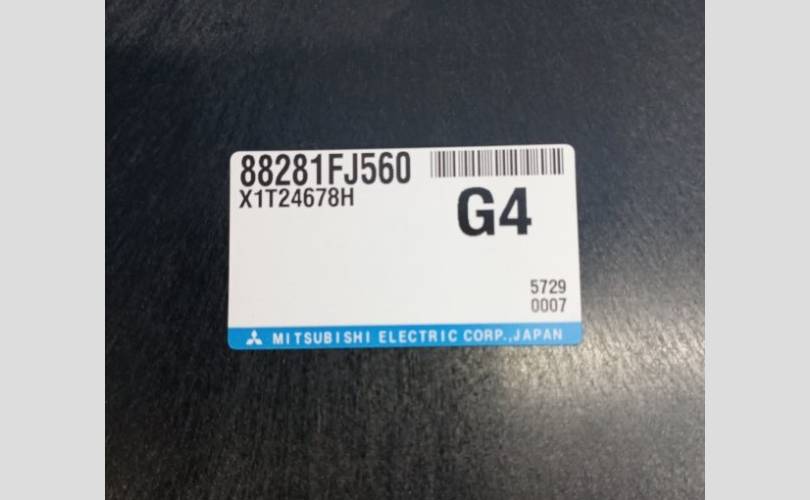 88281FJ560
X1T24678H
G4
5729
0007
MITSUBISHI ELECTRIC CORP.,JAPAN